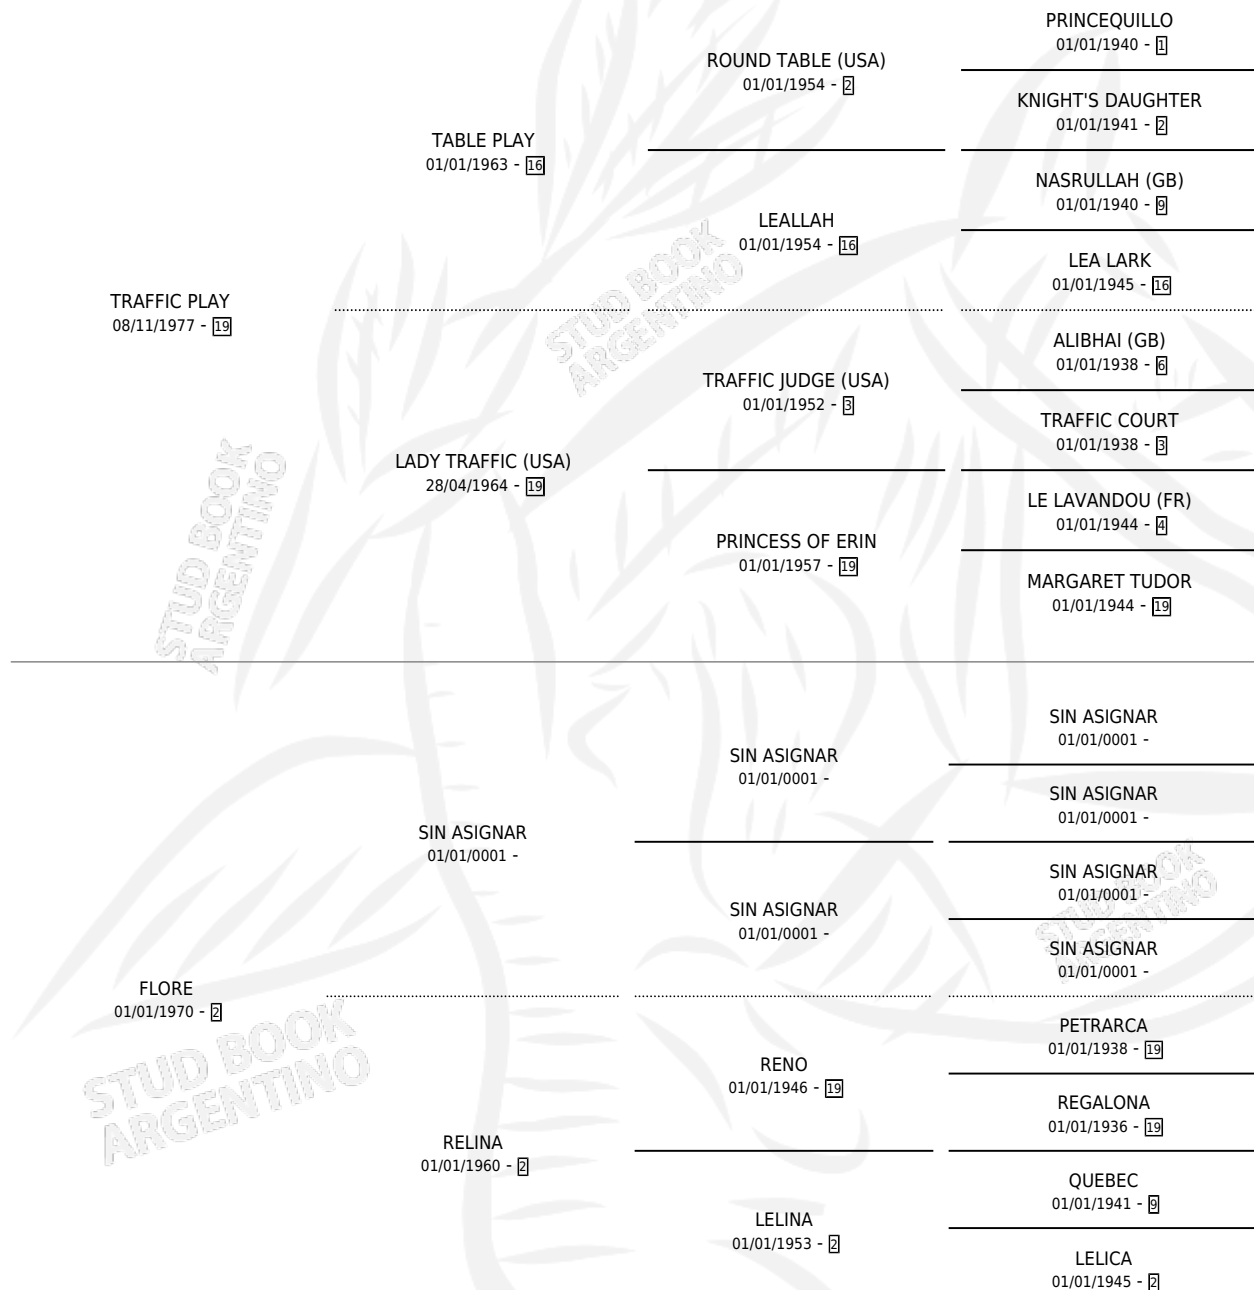 PRINCEQUILLO
01/01/1940 - 1
ROUND TABLE (USA)
01/01/1954 - 2
KNIGHT'S DAUGHTER
01/01/1941 - 2
TABLE PLAY
01/01/1963 - 16
NASRULLAH (GB)
01/01/1940 - 9
LEALLAH
01/01/1954 - 16
LEA LARK
01/01/1945 - 16
TRAFFIC PLAY
08/11/1977 - 19
STUD BOOK
ARGENTINO
ALIBHAI (GB)
01/01/1938 - 6
TRAFFIC JUDGE (USA)
01/01/1952 - 3
TRAFFIC COURT
01/01/1938 - 3
LADY TRAFFIC (USA)
28/04/1964 - 19
LE LAVANDOU (FR)
01/01/1944 - 4
PRINCESS OF ERIN
01/01/1957 - 19
MARGARET TUDOR
01/01/1944 - 19
STUD BOOK
ARGENTINO
SIN ASIGNAR
01/01/0001 -
SIN ASIGNAR
01/01/0001 -
SIN ASIGNAR
01/01/0001 -
SIN ASIGNAR
01/01/0001 -
SIN ASIGNAR
01/01/0001 -
SIN ASIGNAR
01/01/0001 -
SIN ASIGNAR
01/01/0001 -
STUD BOOK
ARGENTINO
FLORE
01/01/1970 - 2
STUD BOOK
ARGENTINO
PETRARCA
01/01/1938 - 19
RENO
01/01/1946 - 19
REGALONA
01/01/1936 - 19
RELINA
01/01/1960 - 2
QUEBEC
01/01/1941 - 9
LELINA
01/01/1953 - 2
LELICA
01/01/1945 - 2